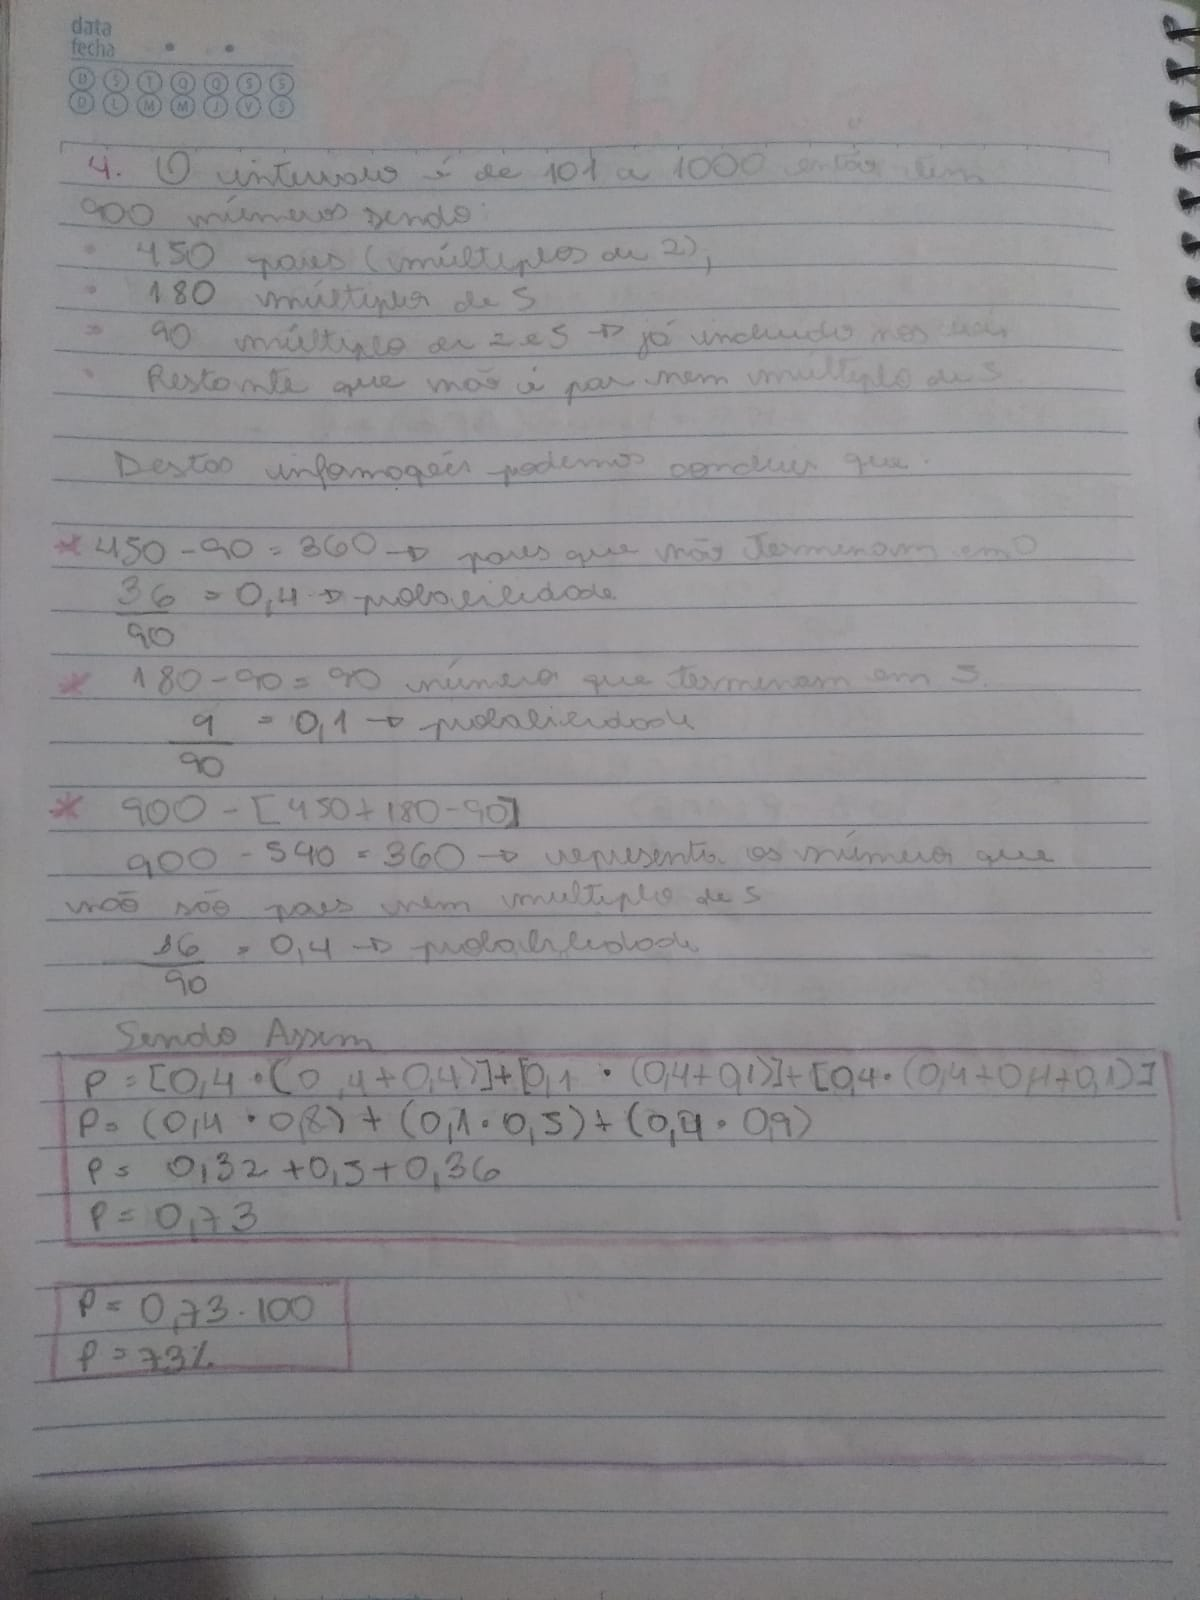 data
fecha
D S T Q Q S S
D L M M J V S
4. O intervalo é de 101 a 1000 então tem
900 números sendo:
• 450 pares (múltiplos de 2),
• 180 múltiplos de 5
• 90 múltiplo de 2 e 5 → já incluído nos
• Restante que não é par nem múltiplo de 5
Destas informações podemos concluir que:
* 450 - 90 = 360 → pares que não terminam em 0
36/90 = 0,4 → probabilidade
* 180 - 90 = 90 números que terminam em 5.
9/90 = 0,1 → probabilidade
* 900 - [450 + 180 - 90]
900 - 540 = 360 → representa os números que
não são pares nem multiplo de 5
36/90 = 0,4 → probabilidade
Sendo Assim
P = [0,4 • (0,4 + 0,4)] + [0,1 • (0,4 + 0,1)] + [0,4 • (0,4 + 0,4 + 0,1)]
P = (0,4 • 0,8) + (0,1 • 0,5) + (0,4 • 0,9)
P = 0,32 + 0,5 + 0,36
P = 0,73
P = 0,73 . 100
P = 73%